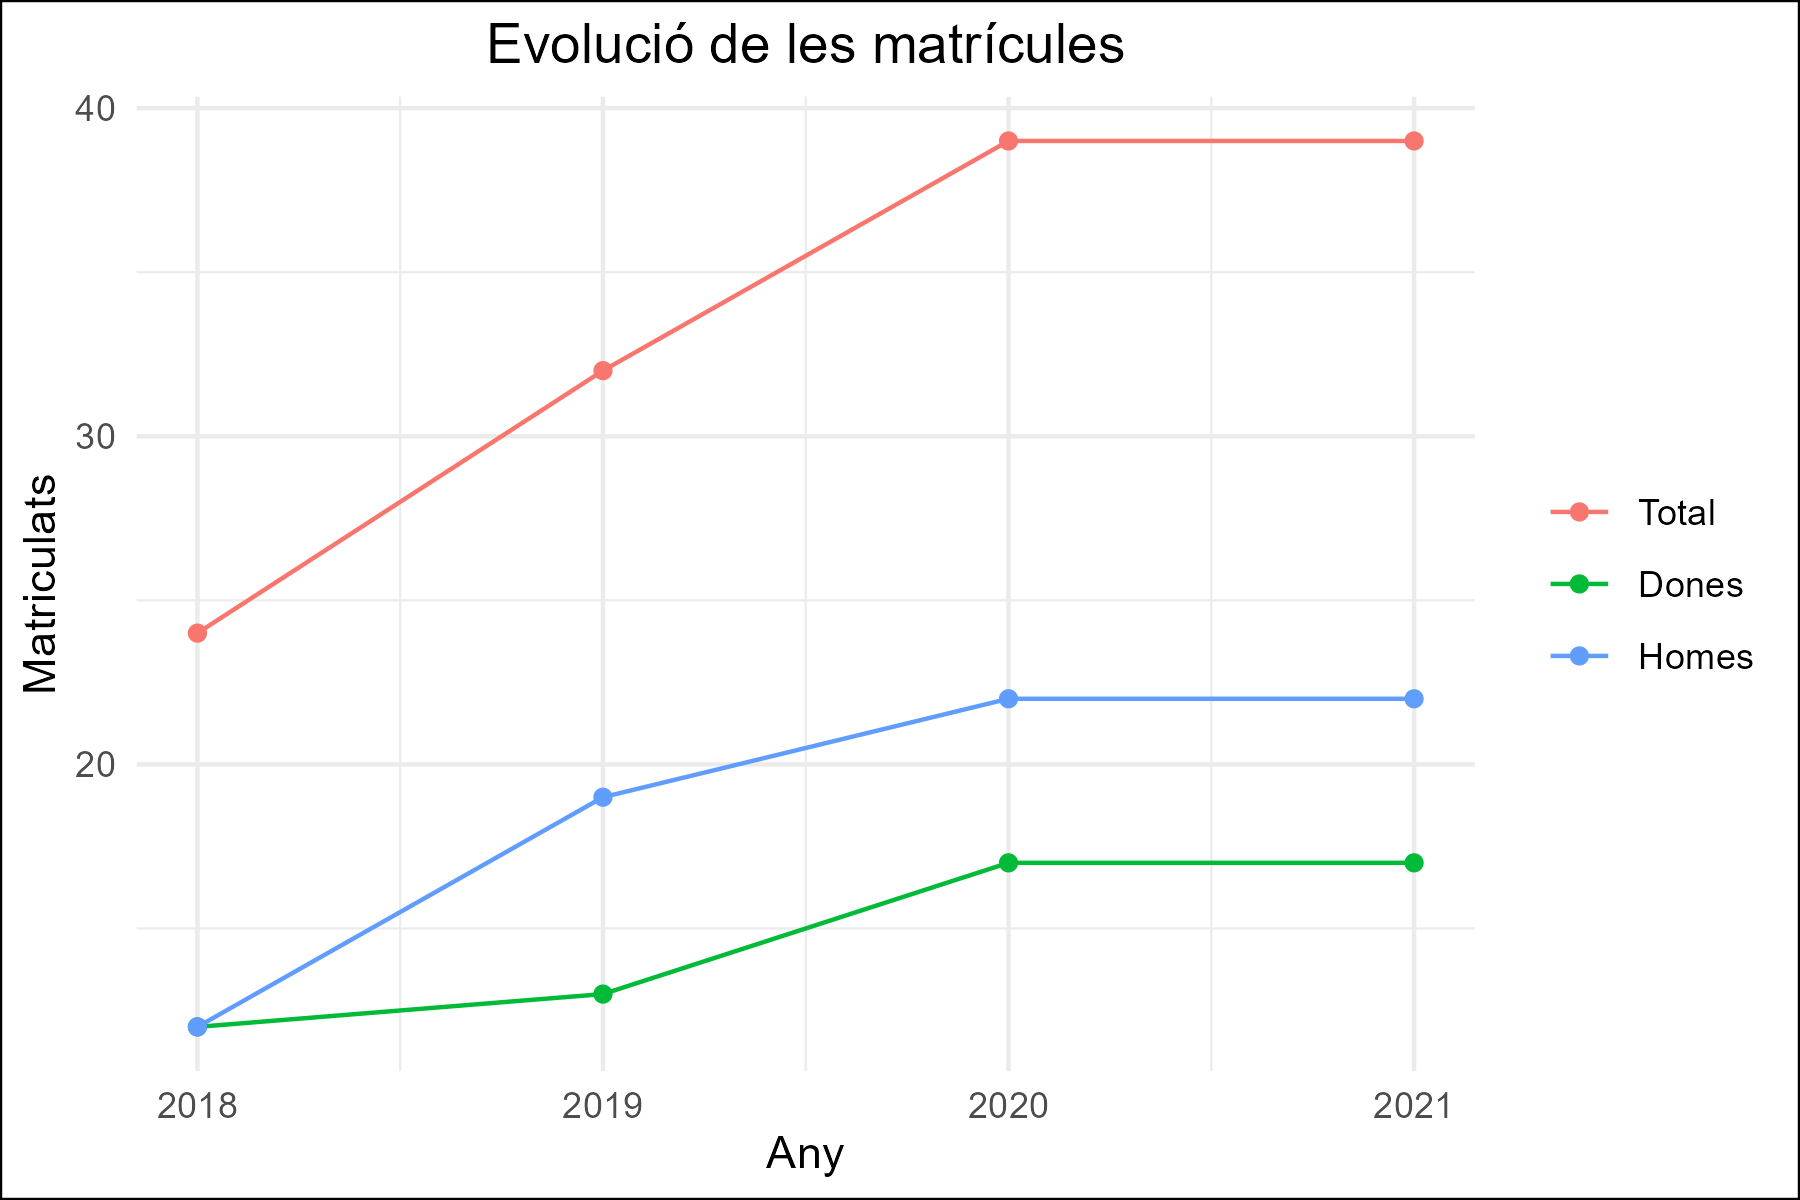 Evolució de les matrícules
40
30
20
Matriculats
2018 2019 2020 2021
Any
Total
Dones
Homes